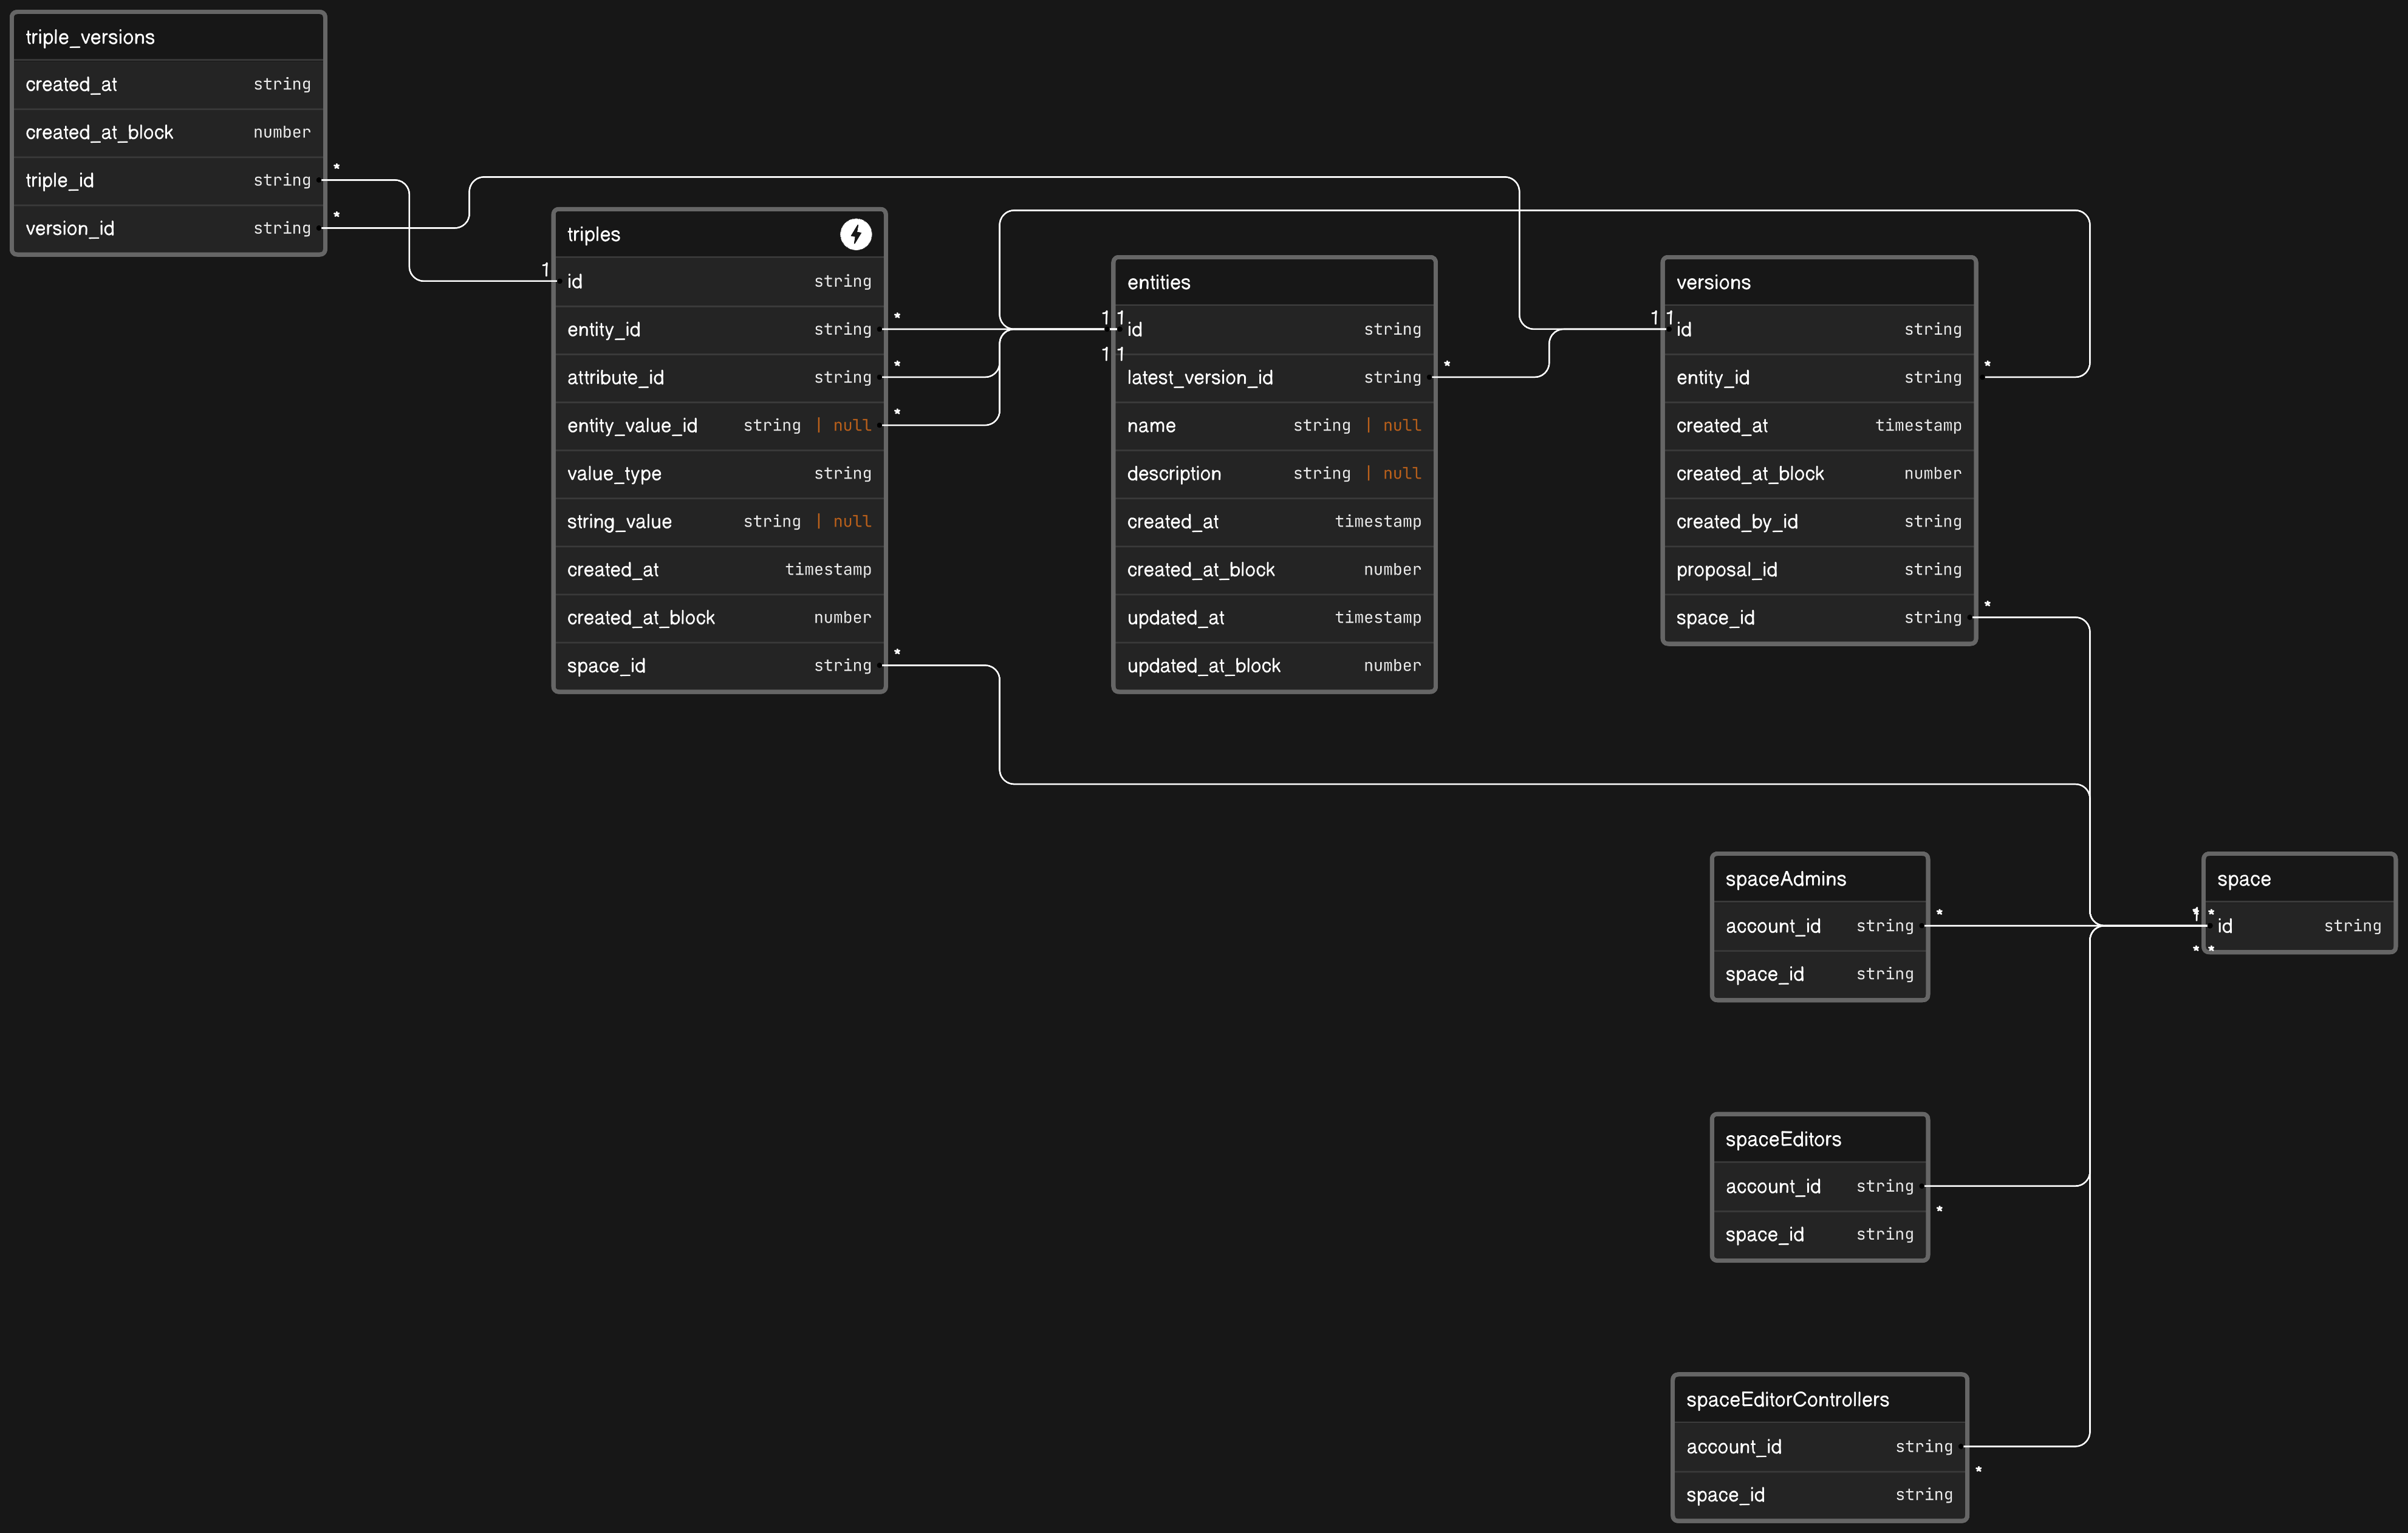 triple_versions
created_at string
created_at_block number
triple_id string *
version_id string *
triples
1 id string
entity_id string *
attribute_id string *
entity_value_id string | null *
value_type string
string_value string | null
created_at timestamp
created_at_block number
space_id string *
entities
1 1 id string
1 1
latest_version_id string *
name string | null
description string | null
created_at timestamp
created_at_block number
updated_at timestamp
updated_at_block number
versions
1 1 id string
entity_id string *
created_at timestamp
created_at_block number
created_by_id string
proposal_id string
space_id string *
spaceAdmins
account_id string *
space_id string
space
* *
id string
* *
spaceEditors
account_id string
*
space_id string
spaceEditorControllers
account_id string
*
space_id string